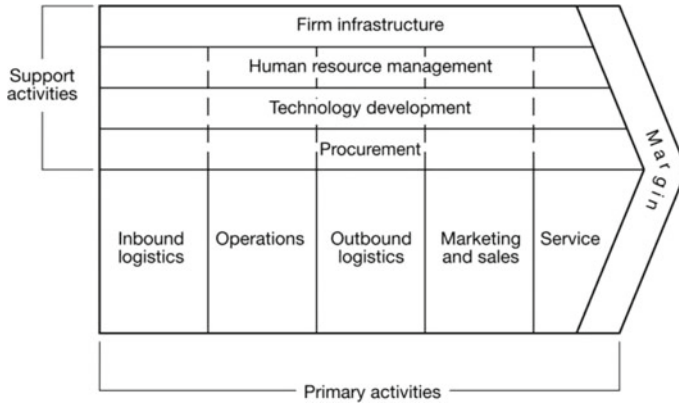 Firm infrastructure
Human resource management
Support
activities
Technology development
Procurement
Margin
Inbound
logistics
Operations
Outbound
logistics
Marketing
and sales
Service
Primary activities